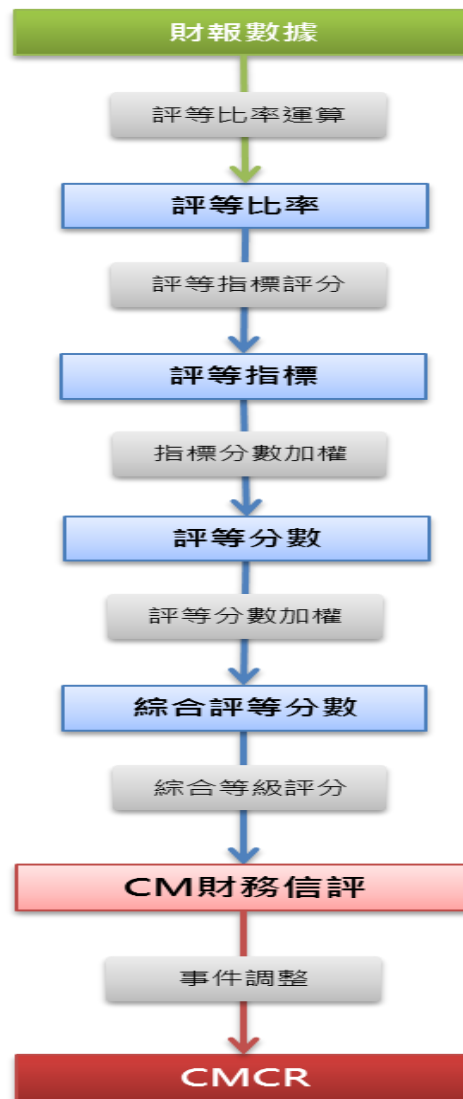 財報數據
評等比率運算
評等比率
評等指標評分
評等指標
指標分數加權
評等分數
評等分數加權
綜合評等分數
綜合等級評分
CM財務信評
事件調整
CMCR